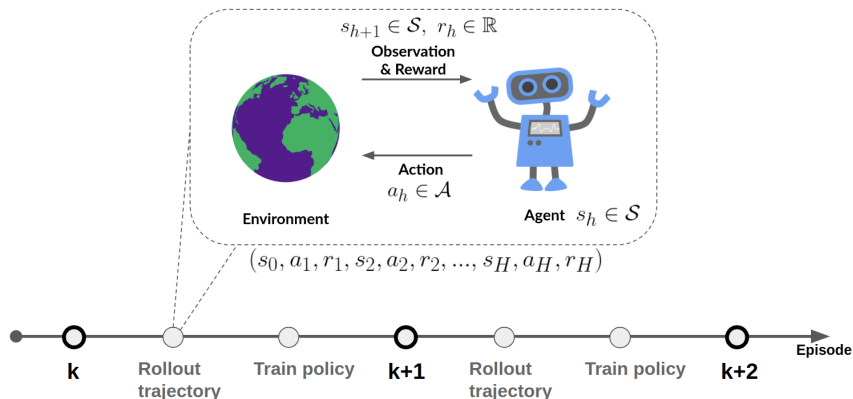 s_{h+1} ∈ 𝒮, r_h ∈ ℝ
Observation
& Reward
Action
a_h ∈ 𝒜
Environment
Agent s_h ∈ 𝒮
(s_0, a_1, r_1, s_2, a_2, r_2, ..., s_H, a_H, r_H)
Episode
k
Rollout
trajectory
Train policy
k+1
Rollout
trajectory
Train policy
k+2